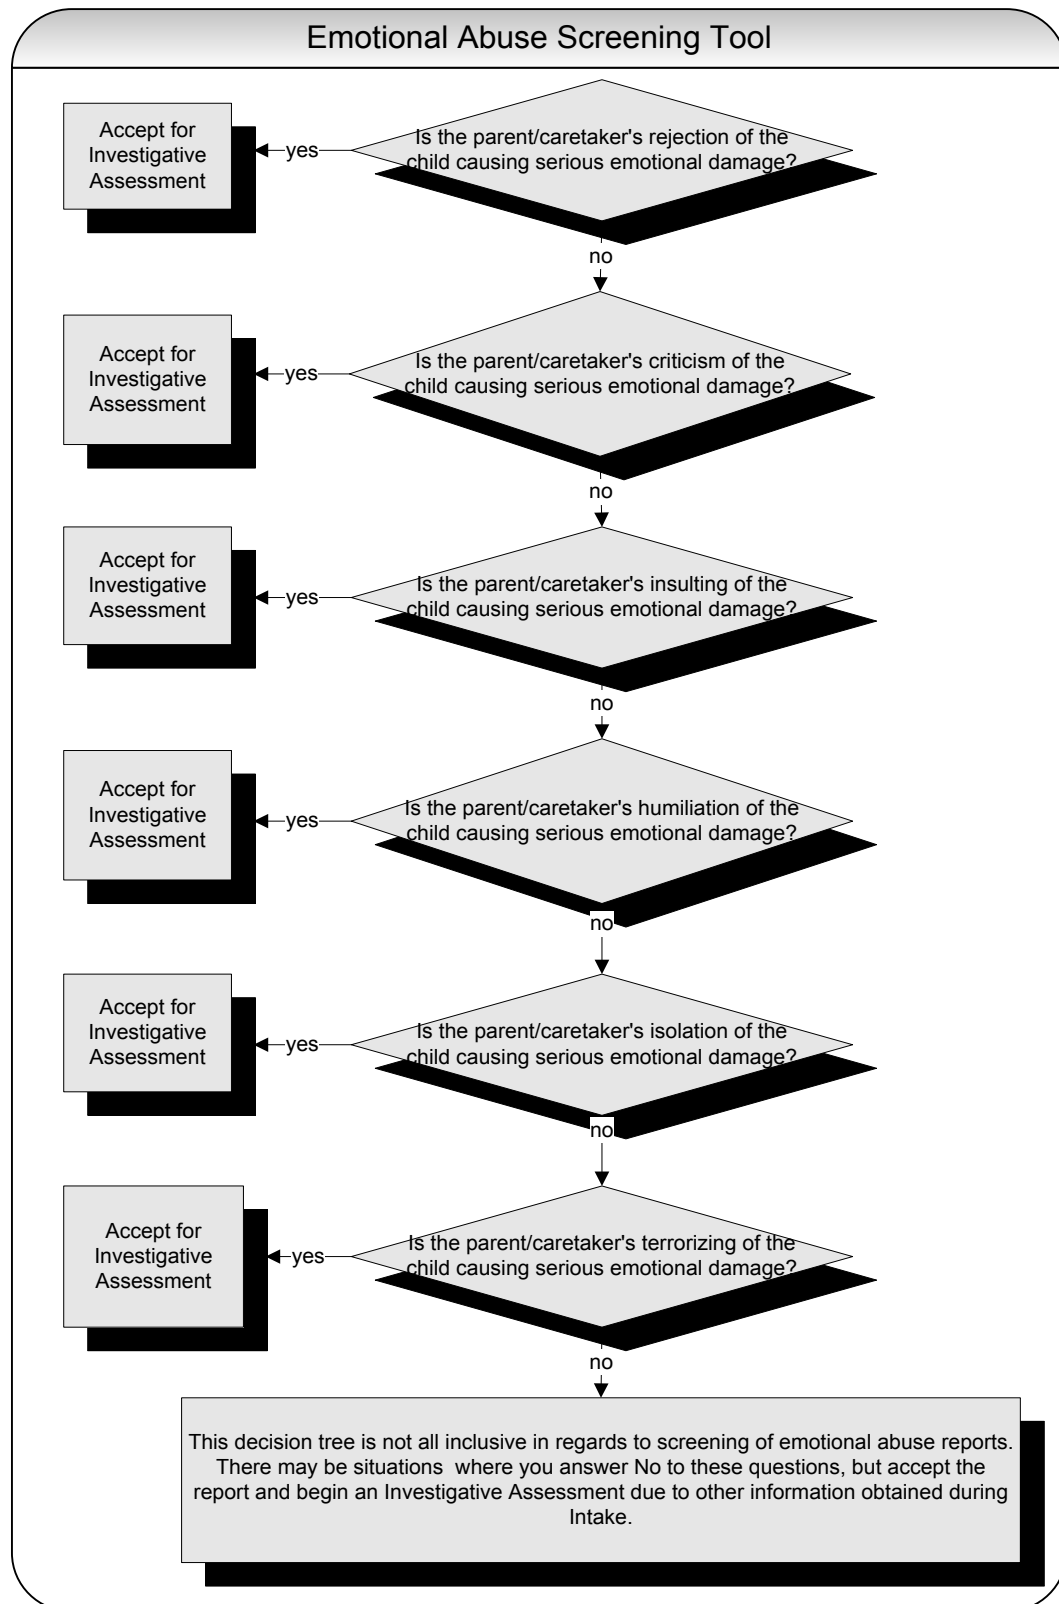 Emotional Abuse Screening Tool
Accept for
Investigative
Assessment
yes
Is the parent/caretaker's rejection of the
child causing serious emotional damage?
no
Accept for
Investigative
Assessment
yes
Is the parent/caretaker's criticism of the
child causing serious emotional damage?
no
Accept for
Investigative
Assessment
yes
Is the parent/caretaker's insulting of the
child causing serious emotional damage?
no
Accept for
Investigative
Assessment
yes
Is the parent/caretaker's humiliation of the
child causing serious emotional damage?
no
Accept for
Investigative
Assessment
yes
Is the parent/caretaker's isolation of the
child causing serious emotional damage?
no
Accept for
Investigative
Assessment
yes
Is the parent/caretaker's terrorizing of the
child causing serious emotional damage?
no
This decision tree is not all inclusive in regards to screening of emotional abuse reports.
There may be situations  where you answer No to these questions, but accept the
report and begin an Investigative Assessment due to other information obtained during
Intake.